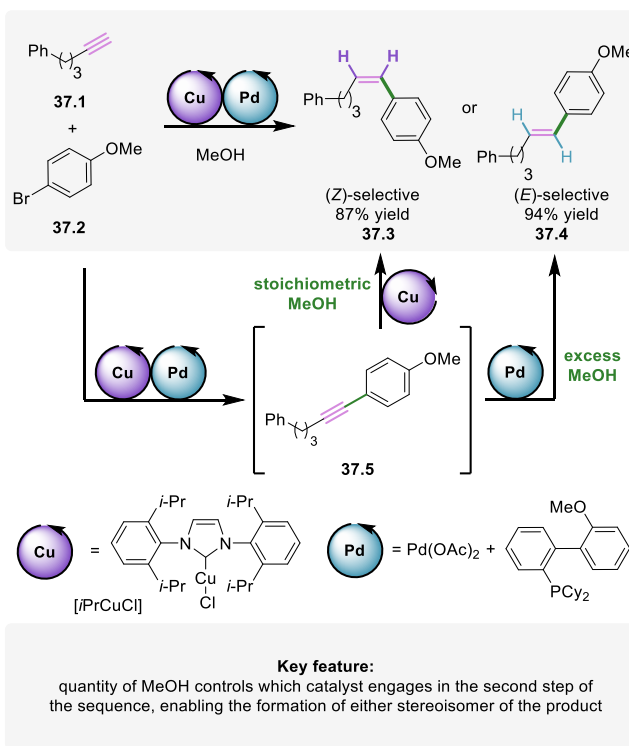 Ph
3
37.1
+
Br
OMe
37.2
Cu Pd
MeOH
H H
Ph
3
OMe
(Z)-selective
87% yield
37.3
or
OMe
H
H
Ph
3
(E)-selective
94% yield
37.4
stoichiometric
MeOH
Cu
Cu Pd
OMe
Ph
3
37.5
Pd
excess
MeOH
Cu
=
i-Pr
i-Pr
N N
i-Pr
i-Pr
Cu
Cl
[iPrCuCl]
Pd
= Pd(OAc)2 +
MeO
PCy2
Key feature:
quantity of MeOH controls which catalyst engages in the second step of
the sequence, enabling the formation of either stereoisomer of the product